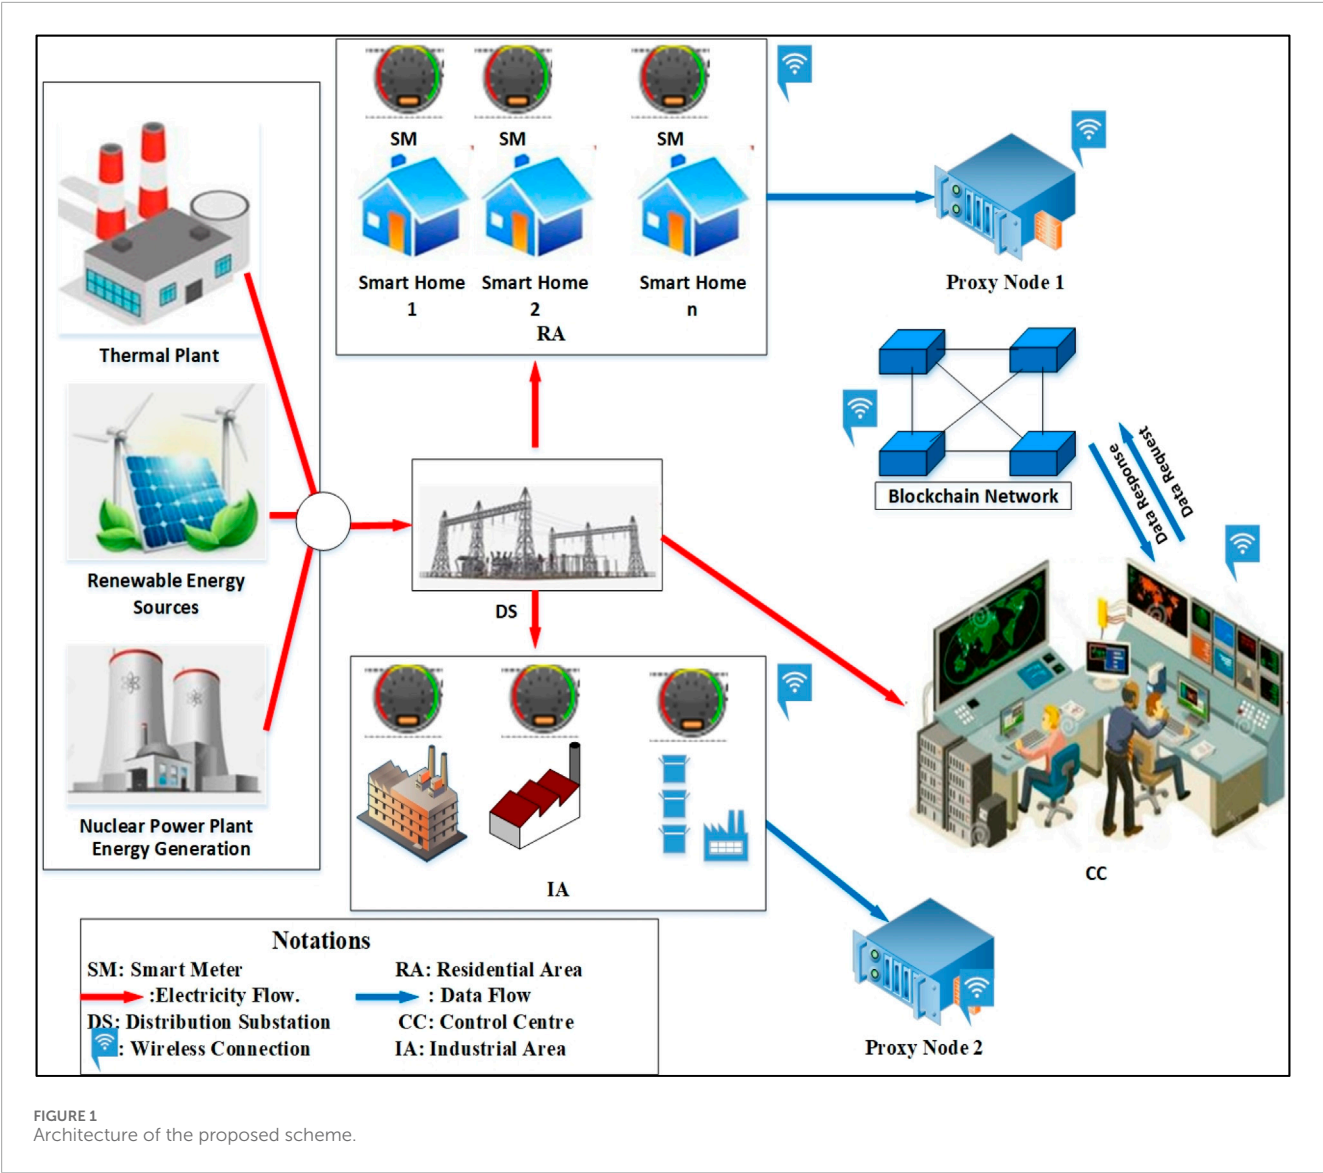 SM
SM
SM
Smart Home
1
Smart Home
2
Smart Home
n
RA
Proxy Node 1
Thermal Plant
Renewable Energy
Sources
Nuclear Power Plant
Energy Generation
DS
Blockchain Network
Data Request
Data Response
IA
CC
Proxy Node 2
Notations
SM: Smart Meter
RA: Residential Area
:Electricity Flow.
: Data Flow
DS: Distribution Substation
CC: Control Centre
: Wireless Connection
IA: Industrial Area
FIGURE 1
Architecture of the proposed scheme.